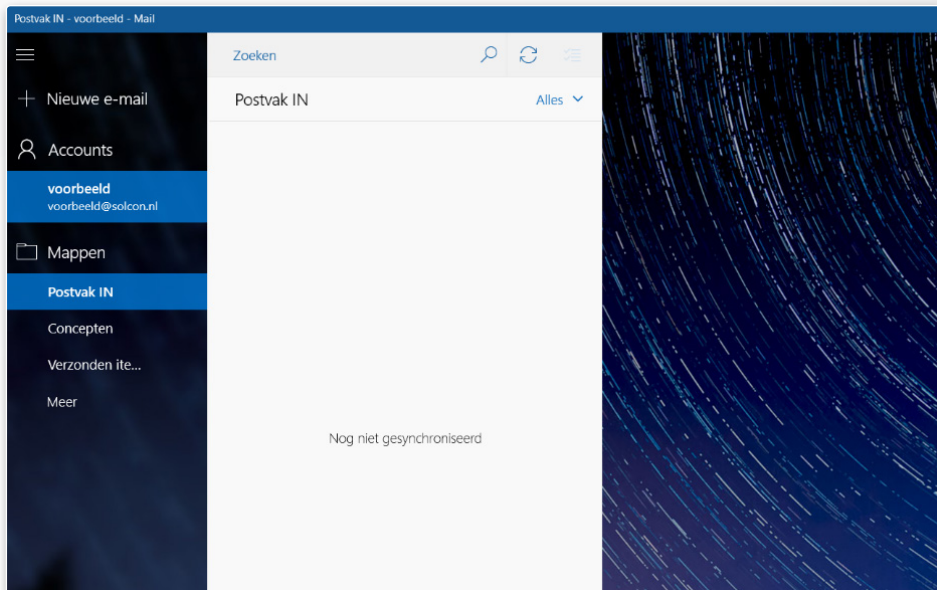 Postvak IN - voorbeeld - Mail
Zoeken
Nieuwe e-mail
Postvak IN
Alles
Accounts
voorbeeld
voorbeeld@solcon.nl
Mappen
Postvak IN
Concepten
Verzonden ite...
Meer
Nog niet gesynchroniseerd